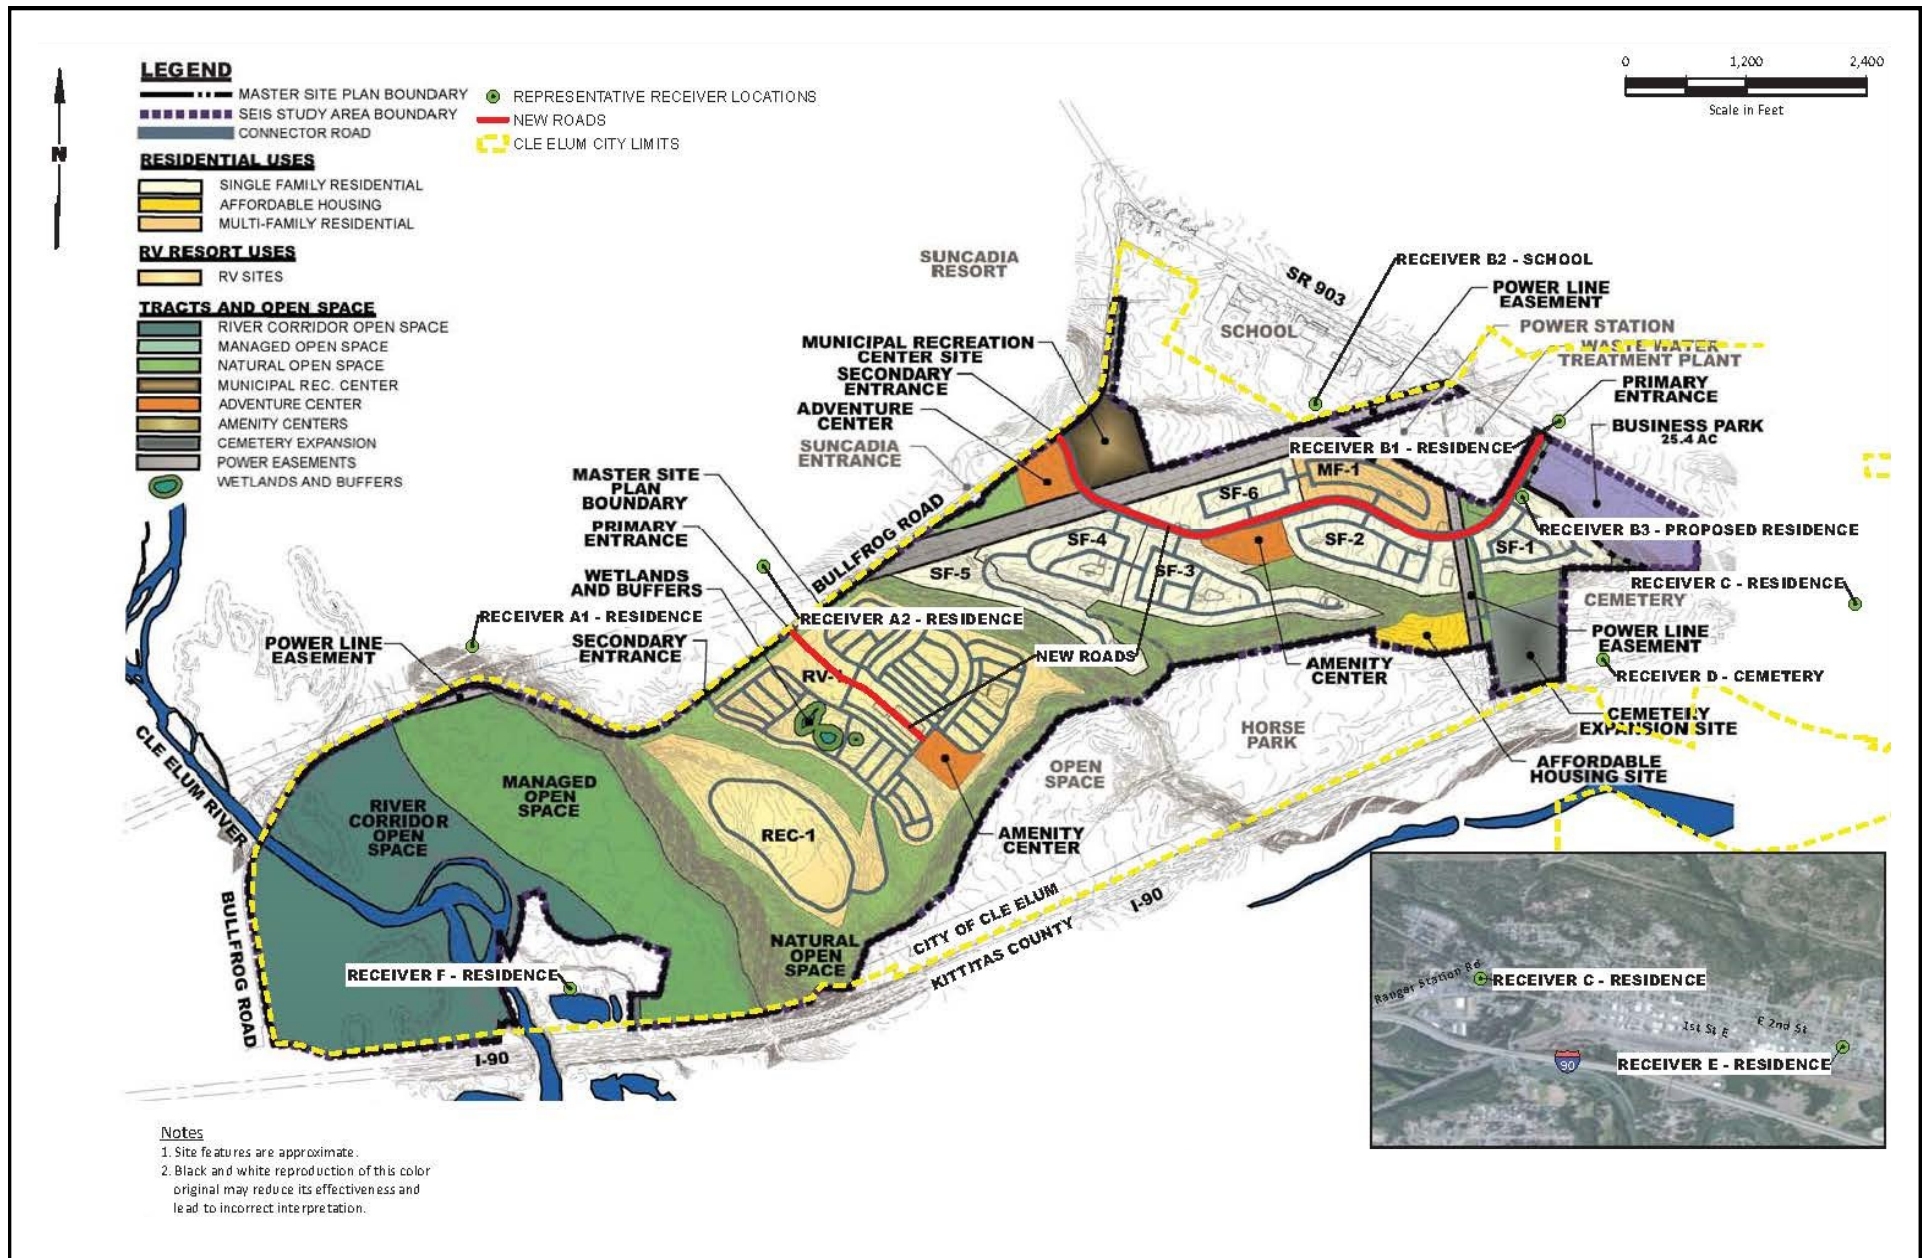 LEGEND
MASTER SITE PLAN BOUNDARY
SEIS STUDY AREA BOUNDARY
CONNECTOR ROAD
REPRESENTATIVE RECEIVER LOCATIONS
NEW ROADS
CLE ELUM CITY LIMITS
RESIDENTIAL USES
SINGLE FAMILY RESIDENTIAL
AFFORDABLE HOUSING
MULTI-FAMILY RESIDENTIAL
RV RESORT USES
RV SITES
TRACTS AND OPEN SPACE
RIVER CORRIDOR OPEN SPACE
MANAGED OPEN SPACE
NATURAL OPEN SPACE
MUNICIPAL REC. CENTER
ADVENTURE CENTER
AMENITY CENTERS
CEMETERY EXPANSION
POWER EASEMENTS
WETLANDS AND BUFFERS
N
0 1,200 2,400
Scale in Feet
SUNCADIA
RESORT
SR 903
RECEIVER B2 - SCHOOL
POWER LINE
EASEMENT
SCHOOL
POWER STATION
WASTE WATER
TREATMENT PLANT
MUNICIPAL RECREATION
CENTER SITE
SECONDARY
ENTRANCE
ADVENTURE
CENTER
SUNCADIA
ENTRANCE
PRIMARY
ENTRANCE
BUSINESS PARK
25.4 AC
RECEIVER B1 - RESIDENCE
MASTER SITE
PLAN
BOUNDARY
PRIMARY
ENTRANCE
WETLANDS
AND BUFFERS
BULLFROG ROAD
MF-1
SF-6
SF-4
SF-2
SF-1
SF-5
SF-3
RECEIVER B3 - PROPOSED RESIDENCE
RECEIVER C - RESIDENCE
CEMETERY
RECEIVER A1 - RESIDENCE
RECEIVER A2 - RESIDENCE
POWER LINE
EASEMENT
SECONDARY
ENTRANCE
NEW ROADS
POWER LINE
EASEMENT
AMENITY
CENTER
RECEIVER D - CEMETERY
RV-1
CEMETERY
EXPANSION SITE
HORSE
PARK
OPEN
SPACE
AFFORDABLE
HOUSING SITE
CLE ELUM RIVER
MANAGED
OPEN
SPACE
RIVER
CORRIDOR
OPEN
SPACE
REC-1
AMENITY
CENTER
BULLFROG ROAD
NATURAL
OPEN
SPACE
CITY OF CLE ELUM
KITTITAS COUNTY
I-90
RECEIVER F - RESIDENCE
I-90
Ranger Station Rd
RECEIVER C - RESIDENCE
1st St E
E 2nd St
90
RECEIVER E - RESIDENCE
Notes
1. Site features are approximate.
2. Black and white reproduction of this color
original may reduce its effectiveness and
lead to incorrect interpretation.